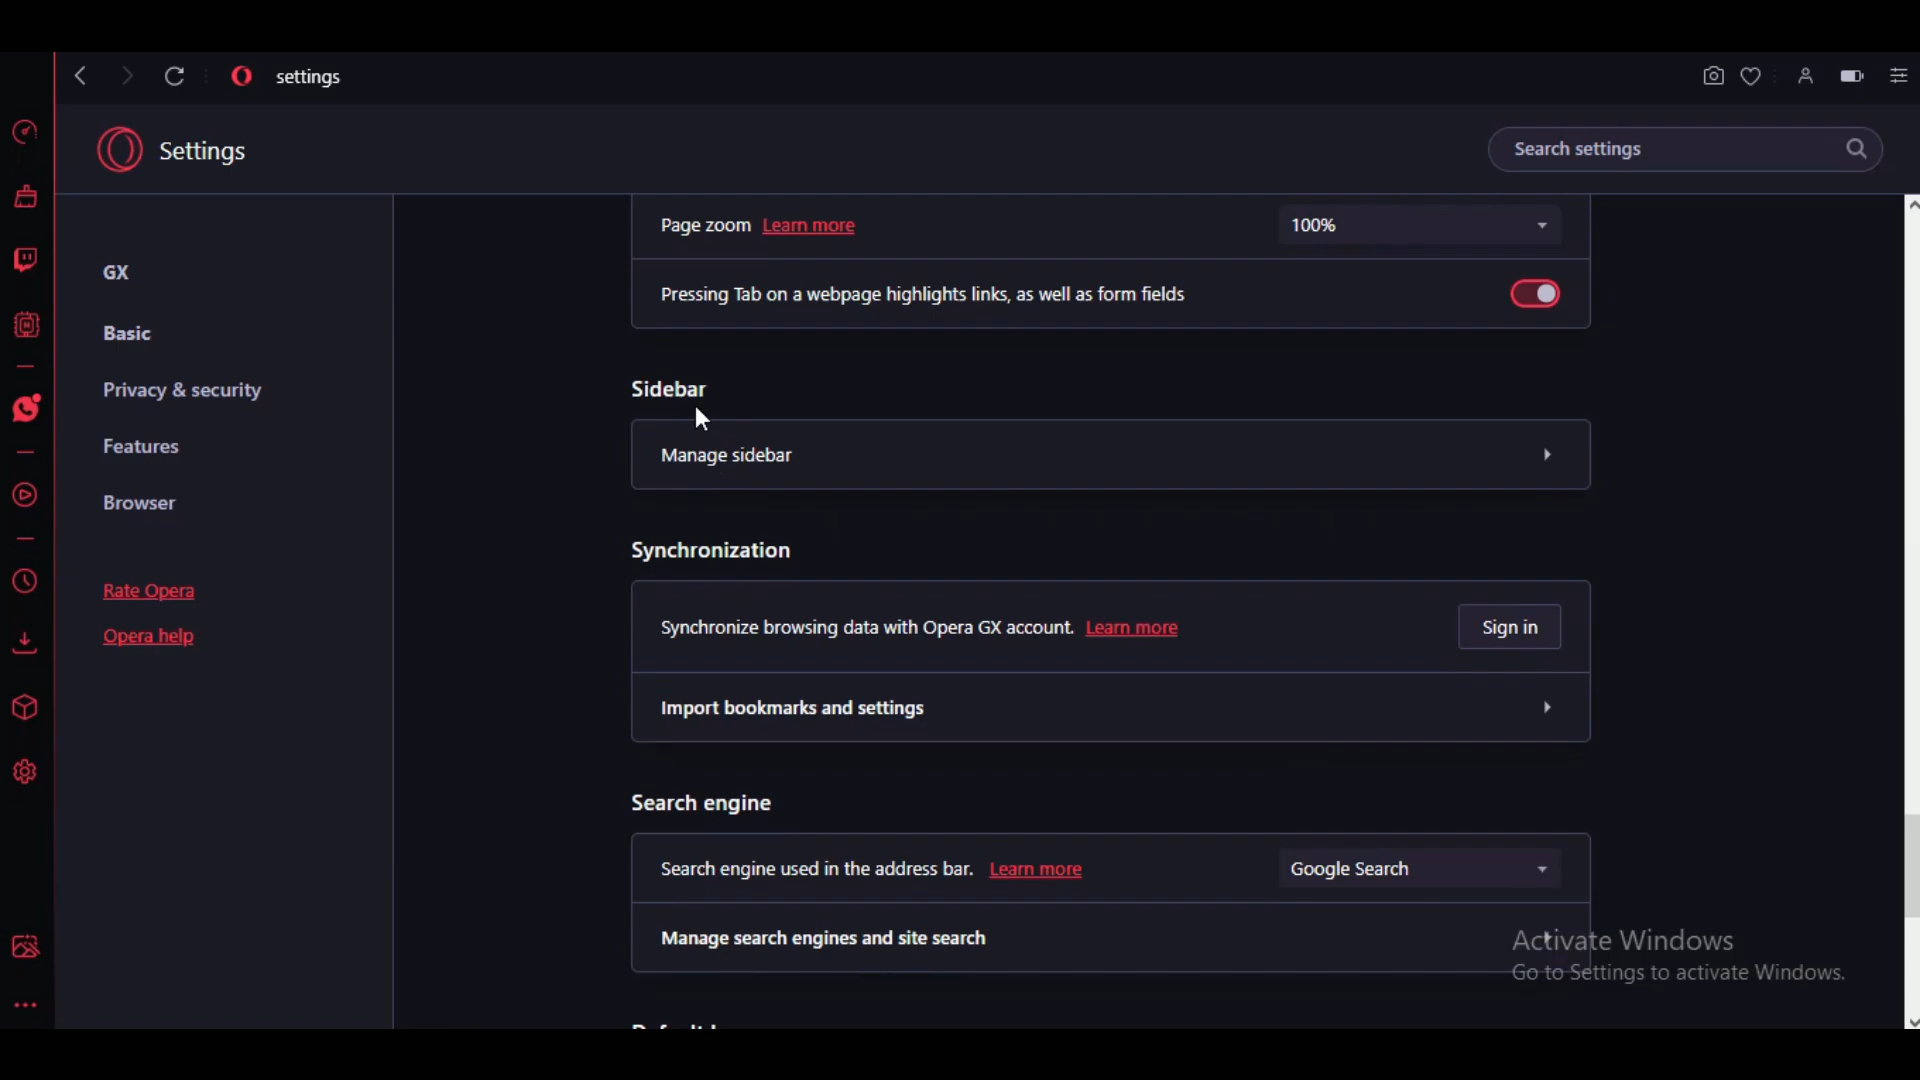 settings
Settings
Search settings
GX
Basic
Privacy & security
Features
Browser
Rate Opera
Opera help
Page zoom Learn more 100%
Pressing Tab on a webpage highlights links, as well as form fields
Sidebar
Manage sidebar
Synchronization
Synchronize browsing data with Opera GX account. Learn more Sign in
Import bookmarks and settings
Search engine
Search engine used in the address bar. Learn more Google Search
Manage search engines and site search
Activate Windows
Go to Settings to activate Windows.